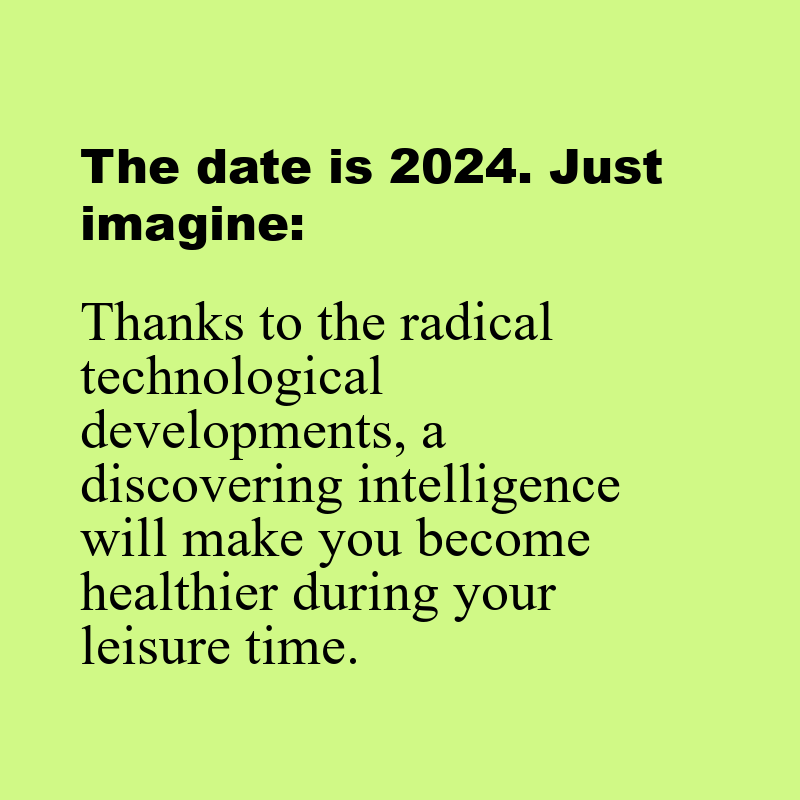 The date is 2024. Just
imagine:
Thanks to the radical
technological
developments, a
discovering intelligence
will make you become
healthier during your
leisure time.